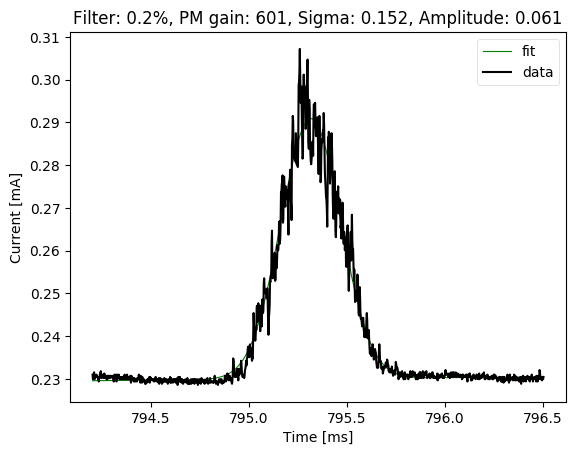 Filter: 0.2%, PM gain: 601, Sigma: 0.152, Amplitude: 0.061
fit
data
0.31
0.30
0.29
0.28
0.27
0.26
0.25
0.24
0.23
Current [mA]
794.5 795.0 795.5 796.0 796.5
Time [ms]